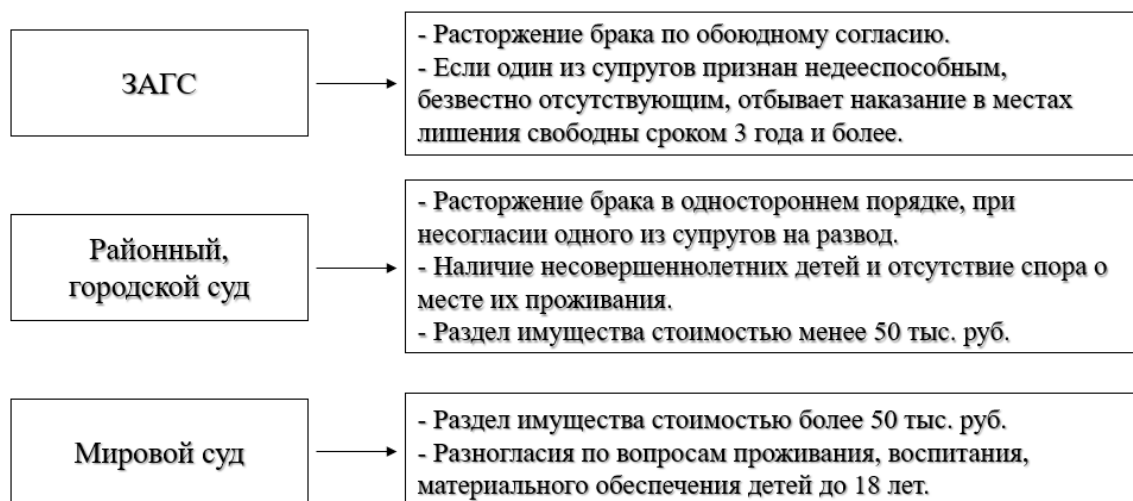 ЗАГС
- Расторжение брака по обоюдному согласию.
- Если один из супругов признан недееспособным,
безвестно отсутствующим, отбывает наказание в местах
лишения свободны сроком 3 года и более.
Районный,
городской суд
- Расторжение брака в одностороннем порядке, при
несогласии одного из супругов на развод.
- Наличие несовершеннолетних детей и отсутствие спора о
месте их проживания.
- Раздел имущества стоимостью менее 50 тыс. руб.
Мировой суд
- Раздел имущества стоимостью более 50 тыс. руб.
- Разногласия по вопросам проживания, воспитания,
материального обеспечения детей до 18 лет.